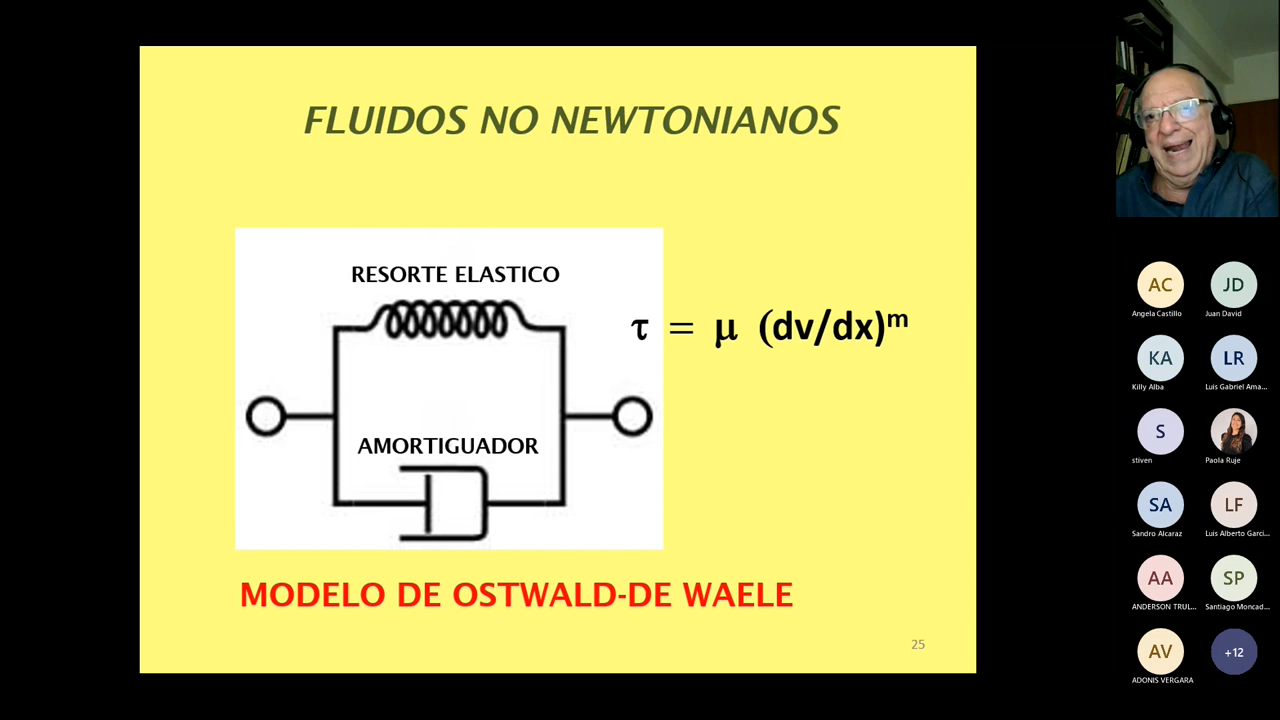 FLUIDOS NO NEWTONIANOS
RESORTE ELASTICO
τ = μ (dv/dx)ᵐ
AMORTIGUADOR
MODELO DE OSTWALD-DE WAELE
25
AC
JD
Angela Castillo
Juan David
KA
LR
Killy Alba
Luis Gabriel Ama...
S
stiven
Paola Ruje
SA
LF
Sandro Alcaraz
Luis Alberto Garci...
AA
SP
ANDERSON TRUL...
Santiago Moncad...
AV
+12
ADONIS VERGARA